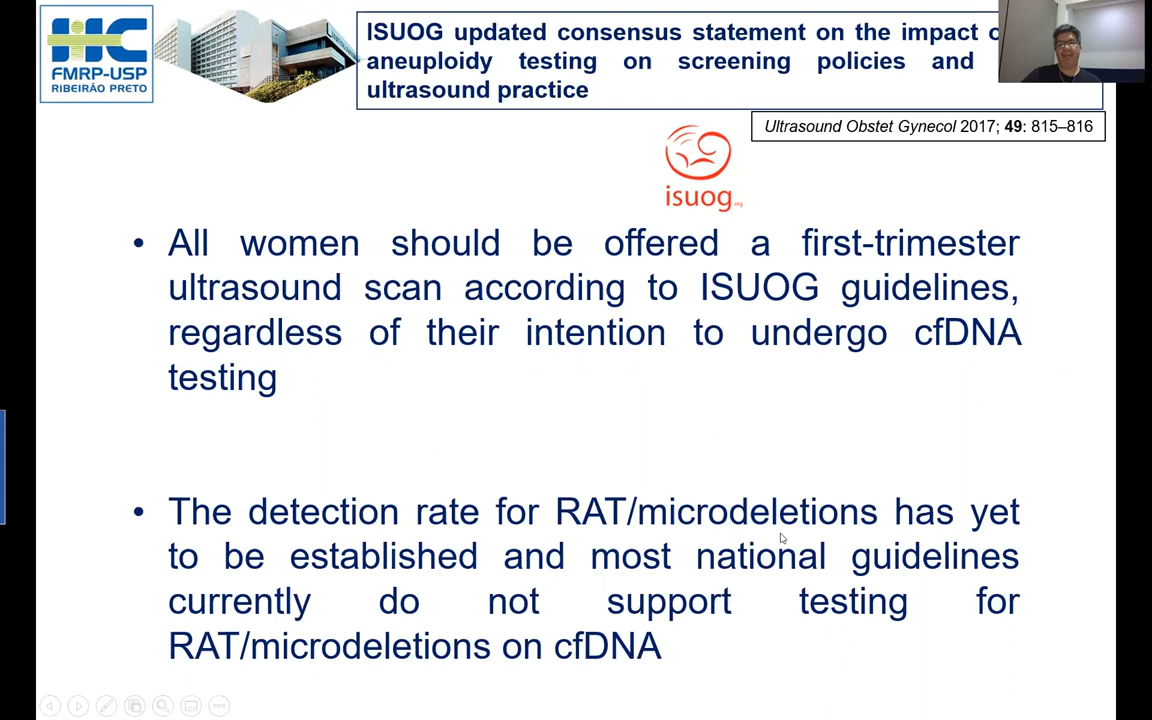 HC
FMRP-USP
RIBEIRÃO PRETO
ISUOG updated consensus statement on the impact
aneuploidy testing on screening policies and
ultrasound practice
Ultrasound Obstet Gynecol 2017; 49: 815–816
isuog.org
• All women should be offered a first-trimester
ultrasound scan according to ISUOG guidelines,
regardless of their intention to undergo cfDNA
testing
• The detection rate for RAT/microdeletions has yet
to be established and most national guidelines
currently do not support testing for
RAT/microdeletions on cfDNA